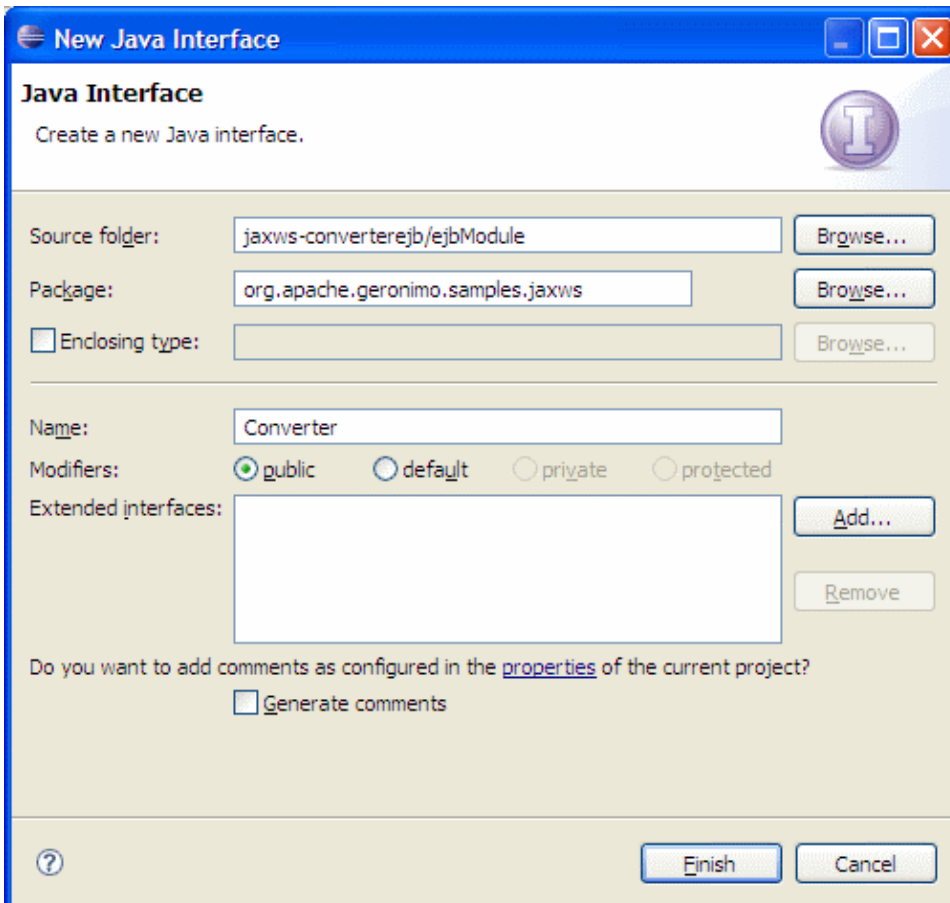 New Java Interface
Java Interface
Create a new Java interface.
Source folder: jaxws-converterejb/ejbModule Browse...
Package: org.apache.geronimo.samples.jaxws Browse...
Enclosing type: Browse...
Name: Converter
Modifiers: public default private protected
Extended interfaces: Add...
Remove
Do you want to add comments as configured in the properties of the current project?
Generate comments
? Finish Cancel